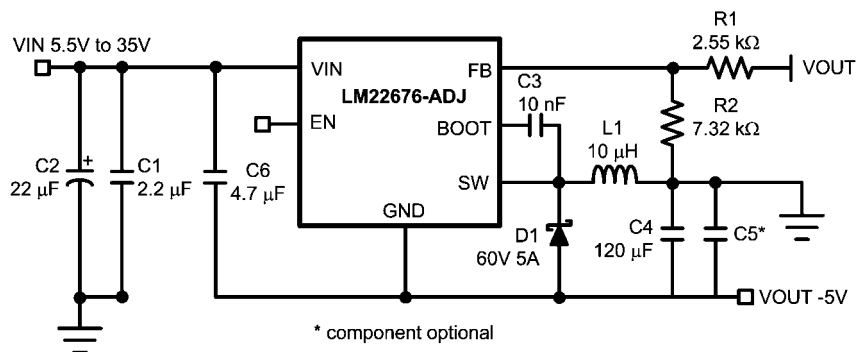 VIN 5.5V to 35V
C2
22 μF
+
C1
2.2 μF
C6
4.7 μF
VIN
FB
LM22676-ADJ
EN
BOOT
SW
GND
C3
10 nF
R1
2.55 kΩ
VOUT
R2
7.32 kΩ
L1
10 μH
D1
60V 5A
C4
120 μF
C5*
VOUT -5V
* component optional